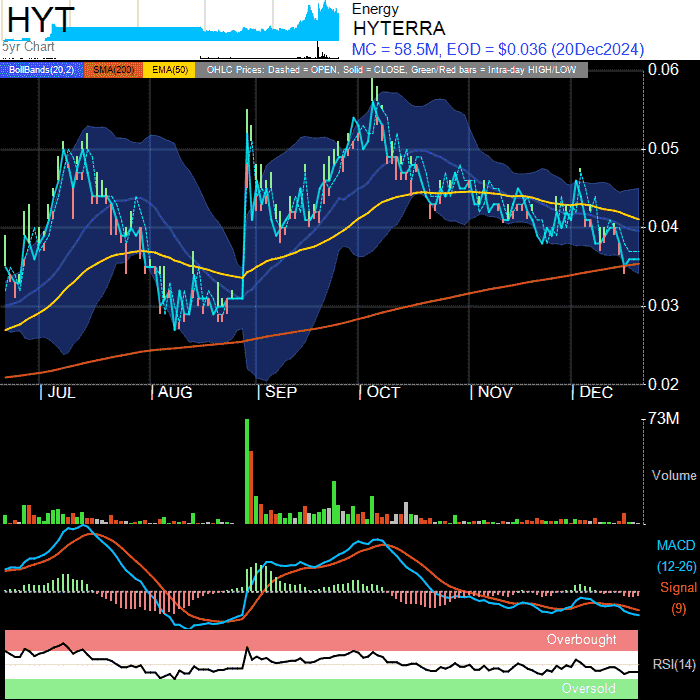 HYT
5yr Chart
Energy
HYTERRA
MC = 58.5M, EOD = $0.036 (20Dec2024)
BollBands(20,2) SMA(200) EMA(50) OHLC Prices: Dashed = OPEN, Solid = CLOSE, Green/Red bars = Intra-day HIGH/LOW
0.06
0.05
0.04
0.03
0.02
JUL AUG SEP OCT NOV DEC
73M
Volume
MACD
(12-26)
Signal
(9)
Overbought
RSI(14)
Oversold